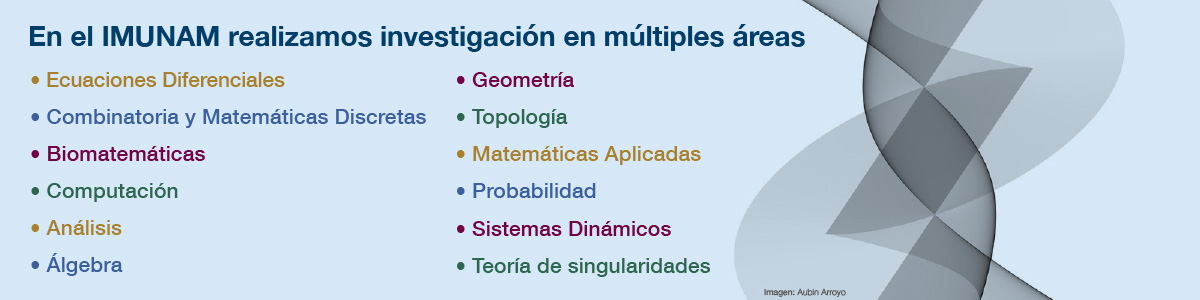 En el IMUNAM realizamos investigación en múltiples áreas
• Ecuaciones Diferenciales
• Combinatoria y Matemáticas Discretas
• Biomatemáticas
• Computación
• Análisis
• Álgebra
• Geometría
• Topología
• Matemáticas Aplicadas
• Probabilidad
• Sistemas Dinámicos
• Teoría de singularidades
Imagen: Aubin Arroyo